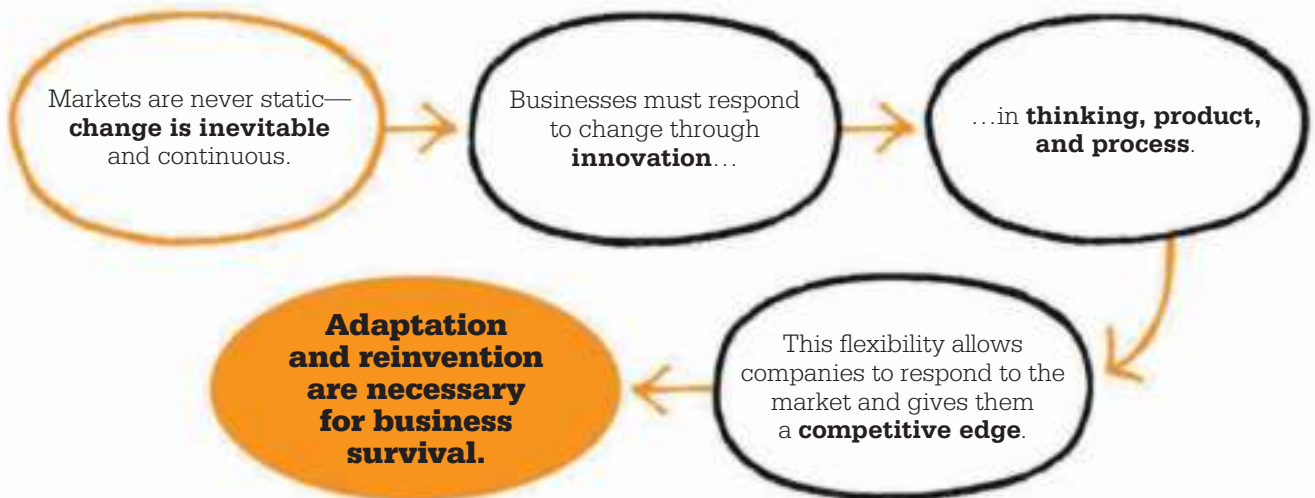 Markets are never static—
change is inevitable
and continuous.
Businesses must respond
to change through
innovation…
…in thinking, product,
and process.
This flexibility allows
companies to respond to the
market and gives them
a competitive edge.
Adaptation
and reinvention
are necessary
for business
survival.